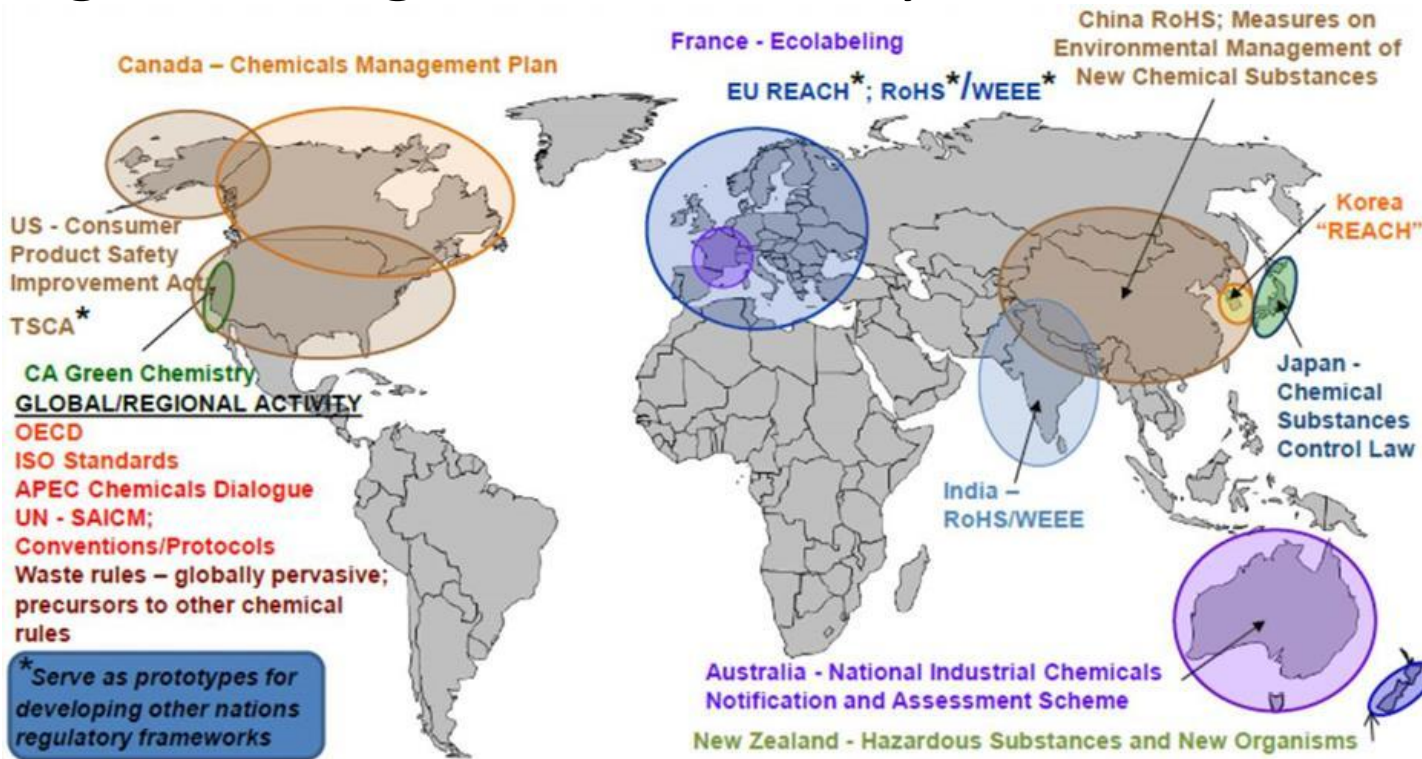 Canada – Chemicals Management Plan
France - Ecolabeling
EU REACH*; RoHS*/WEEE*
China RoHS; Measures on
Environmental Management of
New Chemical Substances
Korea
“REACH”
US - Consumer
Product Safety
Improvement Act
TSCA*
CA Green Chemistry
GLOBAL/REGIONAL ACTIVITY
OECD
ISO Standards
APEC Chemicals Dialogue
UN - SAICM;
Conventions/Protocols
Waste rules – globally pervasive;
precursors to other chemical
rules
*Serve as prototypes for
developing other nations
regulatory frameworks
Japan -
Chemical
Substances
Control Law
India –
RoHS/WEEE
Australia - National Industrial Chemicals
Notification and Assessment Scheme
New Zealand - Hazardous Substances and New Organisms